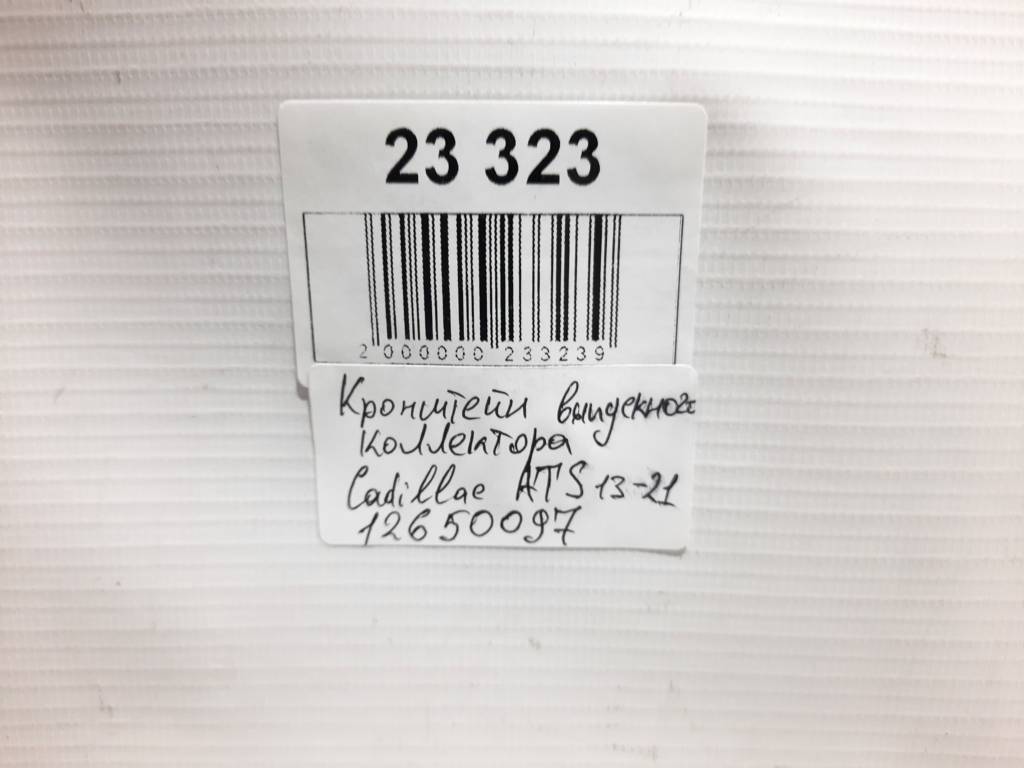 23 323
2 000000 233239
Кронштейн выпускного
коллектора
Cadillac ATS 13-21
12650097